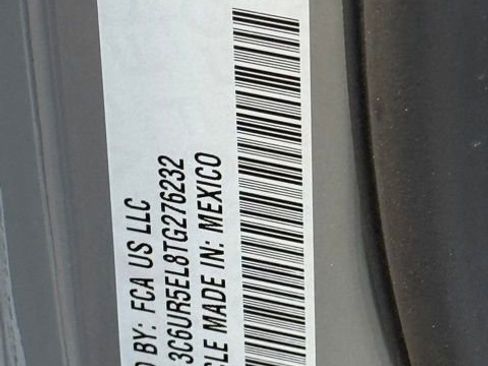 D BY: FCA US LLC
3C6UR5EL8TG276232
CLE MADE IN: MEXICO